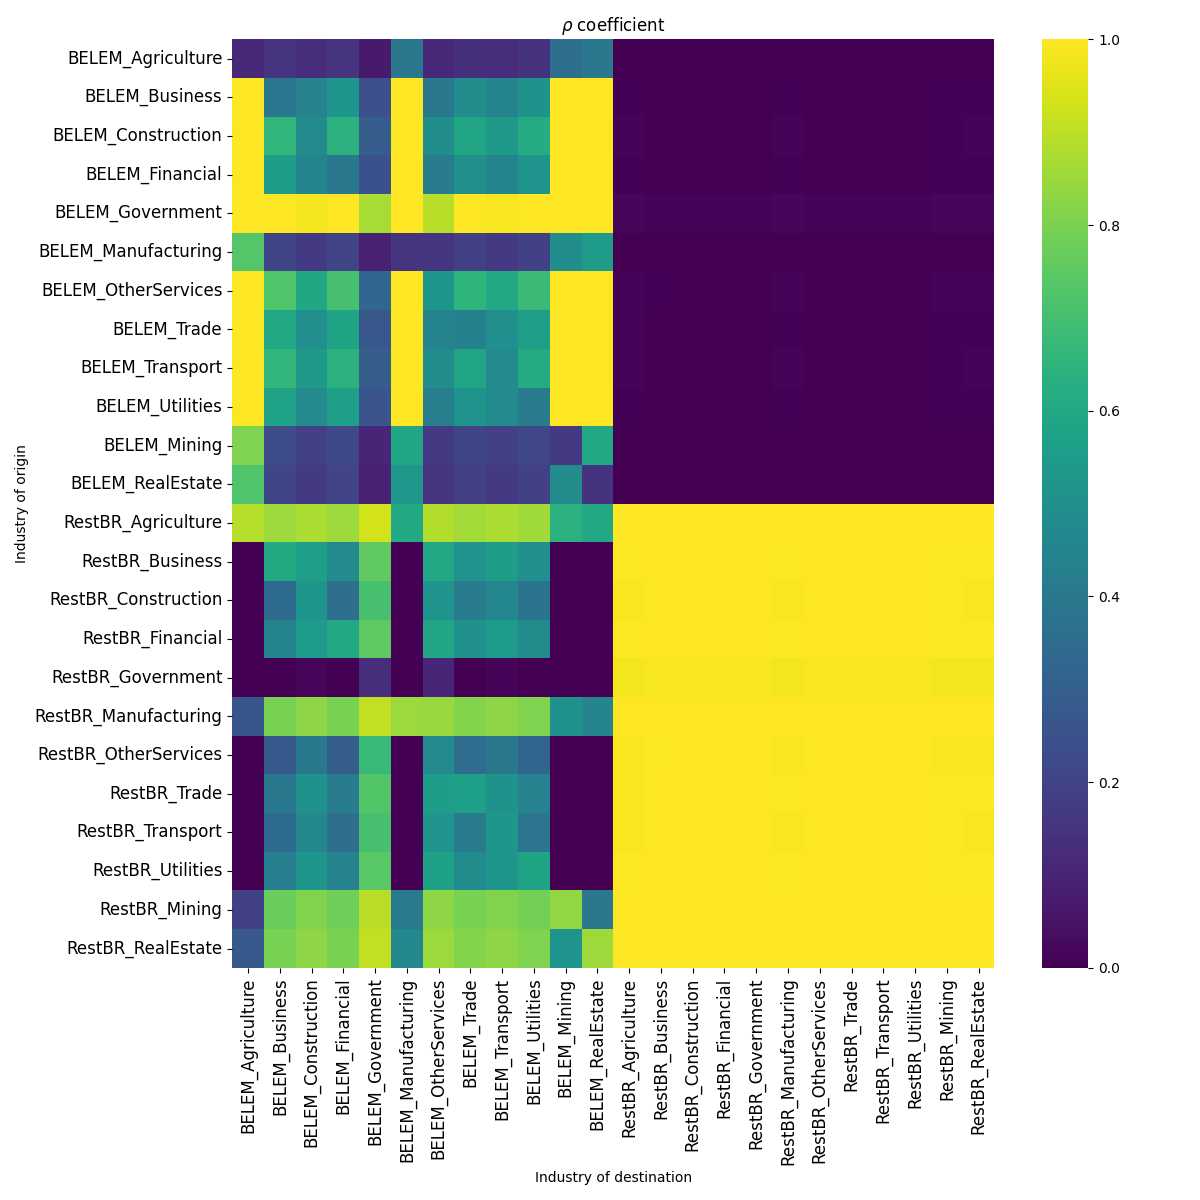 ρ coefficient
BELEM_Agriculture
BELEM_Business
BELEM_Construction
BELEM_Financial
BELEM_Government
BELEM_Manufacturing
BELEM_OtherServices
BELEM_Trade
BELEM_Transport
BELEM_Utilities
BELEM_Mining
BELEM_RealEstate
RestBR_Agriculture
RestBR_Business
RestBR_Construction
RestBR_Financial
RestBR_Government
RestBR_Manufacturing
RestBR_OtherServices
RestBR_Trade
RestBR_Transport
RestBR_Utilities
RestBR_Mining
RestBR_RealEstate
Industry of origin
BELEM_Agriculture
BELEM_Business
BELEM_Construction
BELEM_Financial
BELEM_Government
BELEM_Manufacturing
BELEM_OtherServices
BELEM_Trade
BELEM_Transport
BELEM_Utilities
BELEM_Mining
BELEM_RealEstate
RestBR_Agriculture
RestBR_Business
RestBR_Construction
RestBR_Financial
RestBR_Government
RestBR_Manufacturing
RestBR_OtherServices
RestBR_Trade
RestBR_Transport
RestBR_Utilities
RestBR_Mining
RestBR_RealEstate
Industry of destination
1.0
0.8
0.6
0.4
0.2
0.0